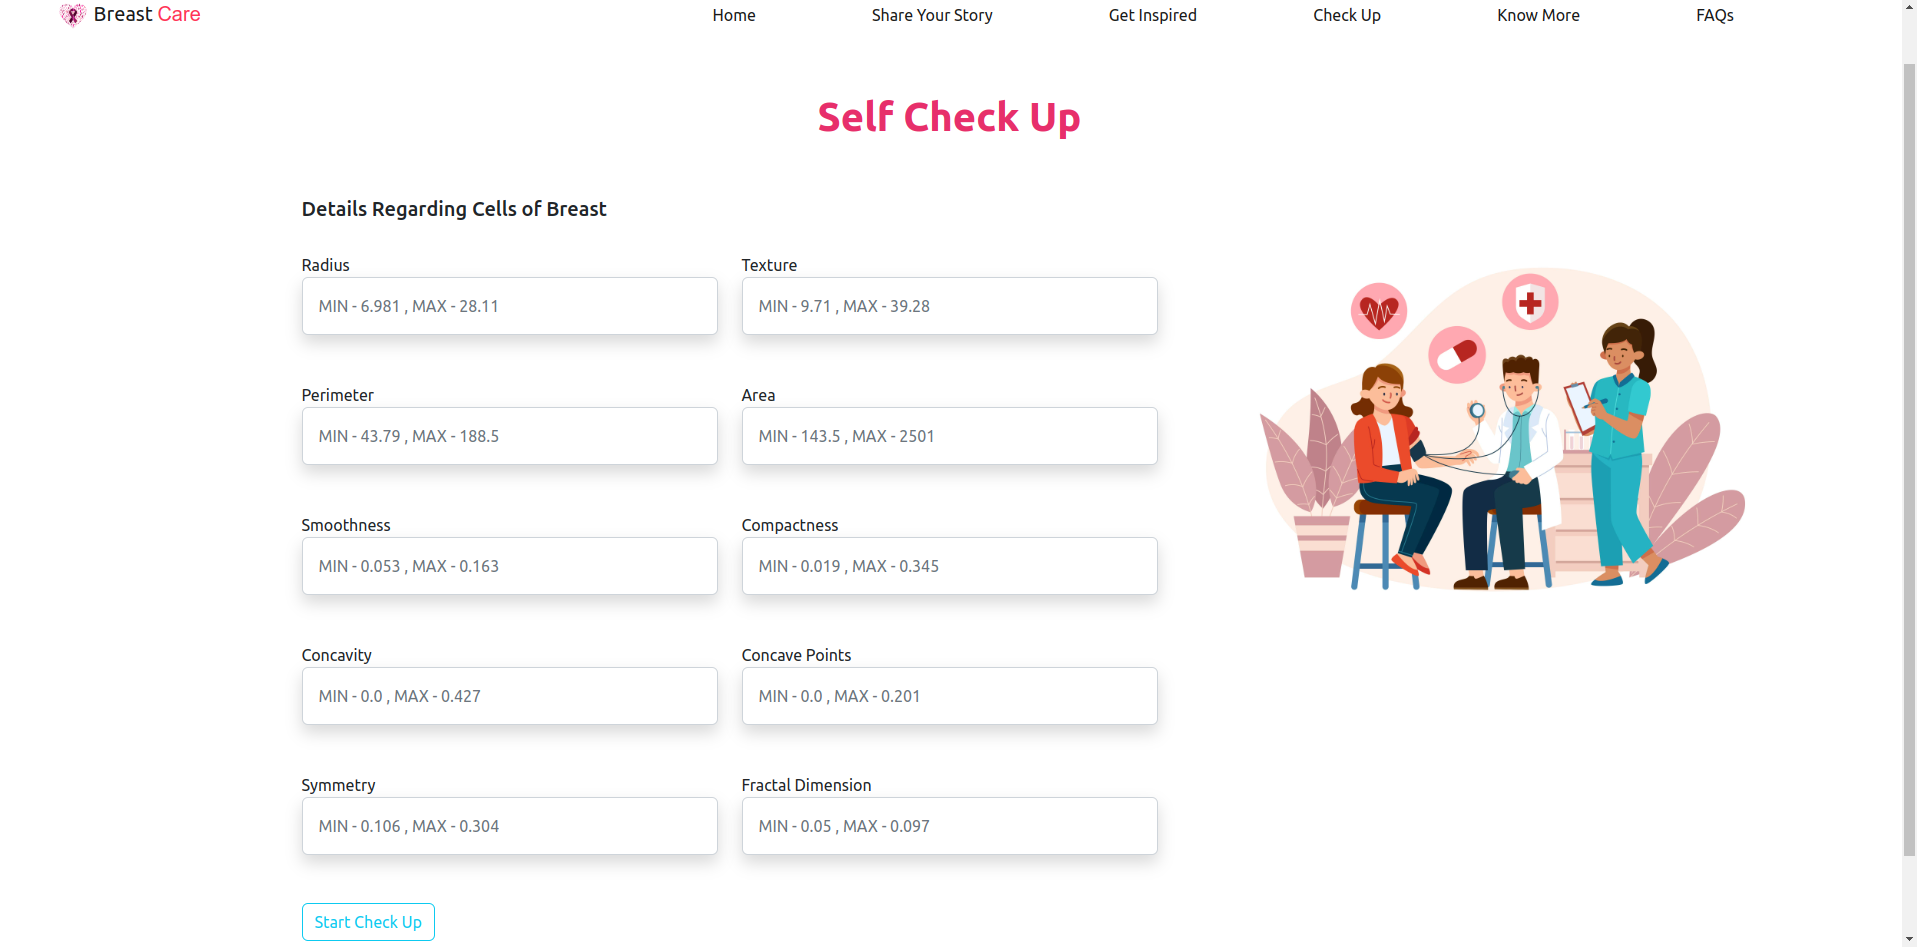 Breast Care
Home Share Your Story Get Inspired Check Up Know More FAQs
Self Check Up
Details Regarding Cells of Breast
Radius Texture
MIN - 6.981 , MAX - 28.11 MIN - 9.71 , MAX - 39.28
Perimeter Area
MIN - 43.79 , MAX - 188.5 MIN - 143.5 , MAX - 2501
Smoothness Compactness
MIN - 0.053 , MAX - 0.163 MIN - 0.019 , MAX - 0.345
Concavity Concave Points
MIN - 0.0 , MAX - 0.427 MIN - 0.0 , MAX - 0.201
Symmetry Fractal Dimension
MIN - 0.106 , MAX - 0.304 MIN - 0.05 , MAX - 0.097
Start Check Up